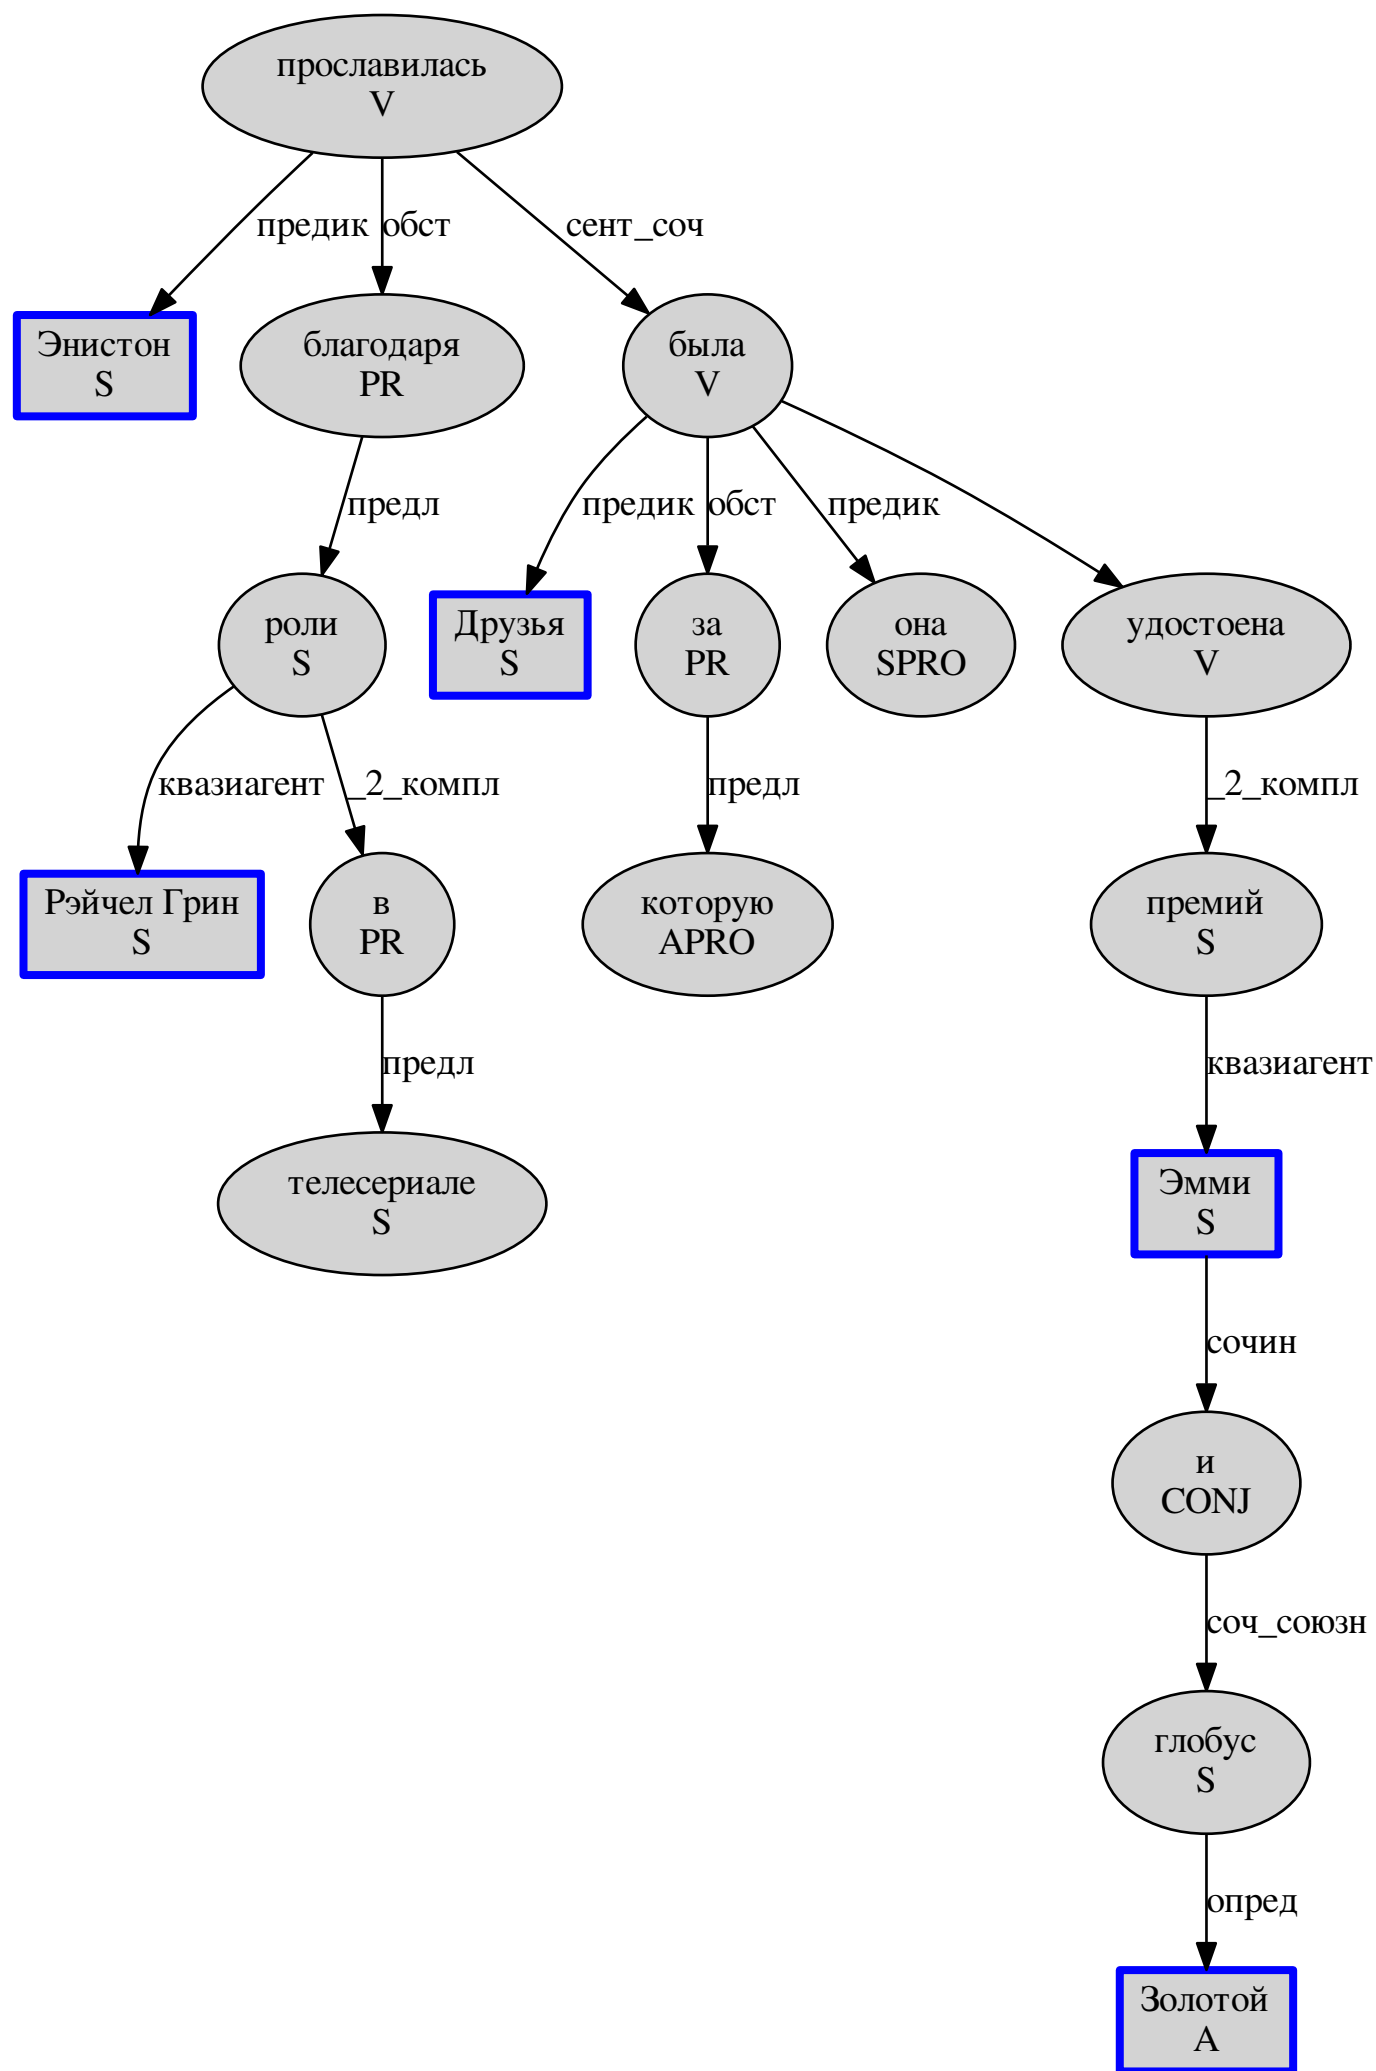 прославилась
V
предик
обст
сент_соч
Энистон
S
благодаря
PR
была
V
предл
предик
обст
предик
роли
S
Друзья
S
за
PR
она
SPRO
удостоена
V
квазиагент
_2_компл
предл
_2_компл
Рэйчел Грин
S
в
PR
которую
APRO
премий
S
предл
квазиагент
телесериале
S
Эмми
S
сочин
и
CONJ
соч_союзн
глобус
S
опред
Золотой
A